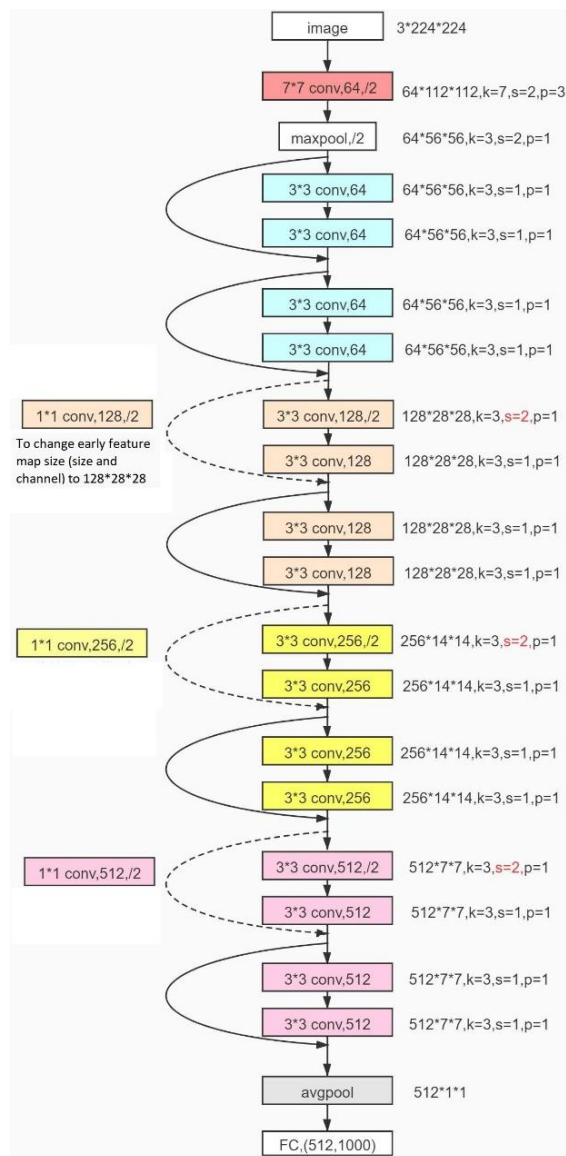 image 3*224*224
7*7 conv,64,/2 64*112*112,k=7,s=2,p=3
maxpool,/2 64*56*56,k=3,s=2,p=1
3*3 conv,64 64*56*56,k=3,s=1,p=1
3*3 conv,64 64*56*56,k=3,s=1,p=1
3*3 conv,64 64*56*56,k=3,s=1,p=1
3*3 conv,64 64*56*56,k=3,s=1,p=1
1*1 conv,128,/2 3*3 conv,128,/2 128*28*28,k=3,s=2,p=1
To change early feature
map size (size and
channel) to 128*28*28
3*3 conv,128 128*28*28,k=3,s=1,p=1
3*3 conv,128 128*28*28,k=3,s=1,p=1
3*3 conv,128 128*28*28,k=3,s=1,p=1
1*1 conv,256,/2 3*3 conv,256,/2 256*14*14,k=3,s=2,p=1
3*3 conv,256 256*14*14,k=3,s=1,p=1
3*3 conv,256 256*14*14,k=3,s=1,p=1
3*3 conv,256 256*14*14,k=3,s=1,p=1
1*1 conv,512,/2 3*3 conv,512,/2 512*7*7,k=3,s=2,p=1
3*3 conv,512 512*7*7,k=3,s=1,p=1
3*3 conv,512 512*7*7,k=3,s=1,p=1
3*3 conv,512 512*7*7,k=3,s=1,p=1
avgpool 512*1*1
FC,(512,1000)